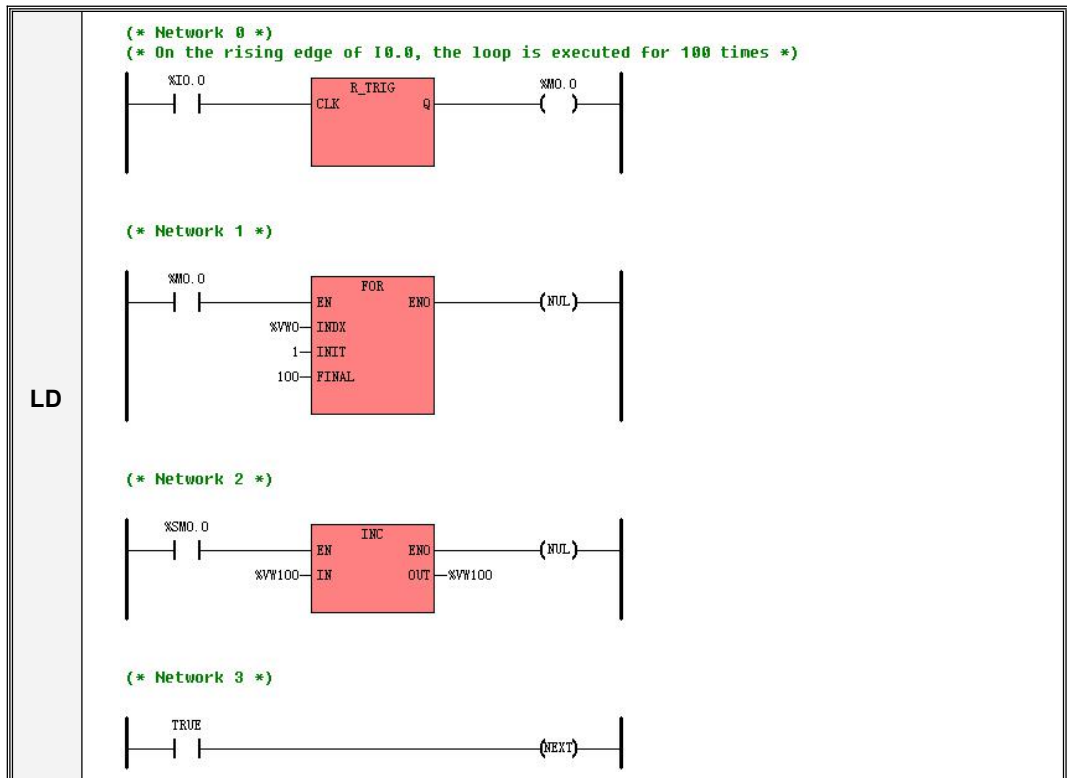 (* Network 0 *)
(* On the rising edge of I0.0, the loop is executed for 100 times *)
%I0.0
R_TRIG
%M0.0
CLK Q
(* Network 1 *)
%M0.0
FOR
EN ENO (NUL)
%VW0 INDX
1 INIT
100 FINAL
LD
(* Network 2 *)
%SM0.0
INC
EN ENO (NUL)
%VW100 IN OUT %VW100
(* Network 3 *)
TRUE
(NEXT)